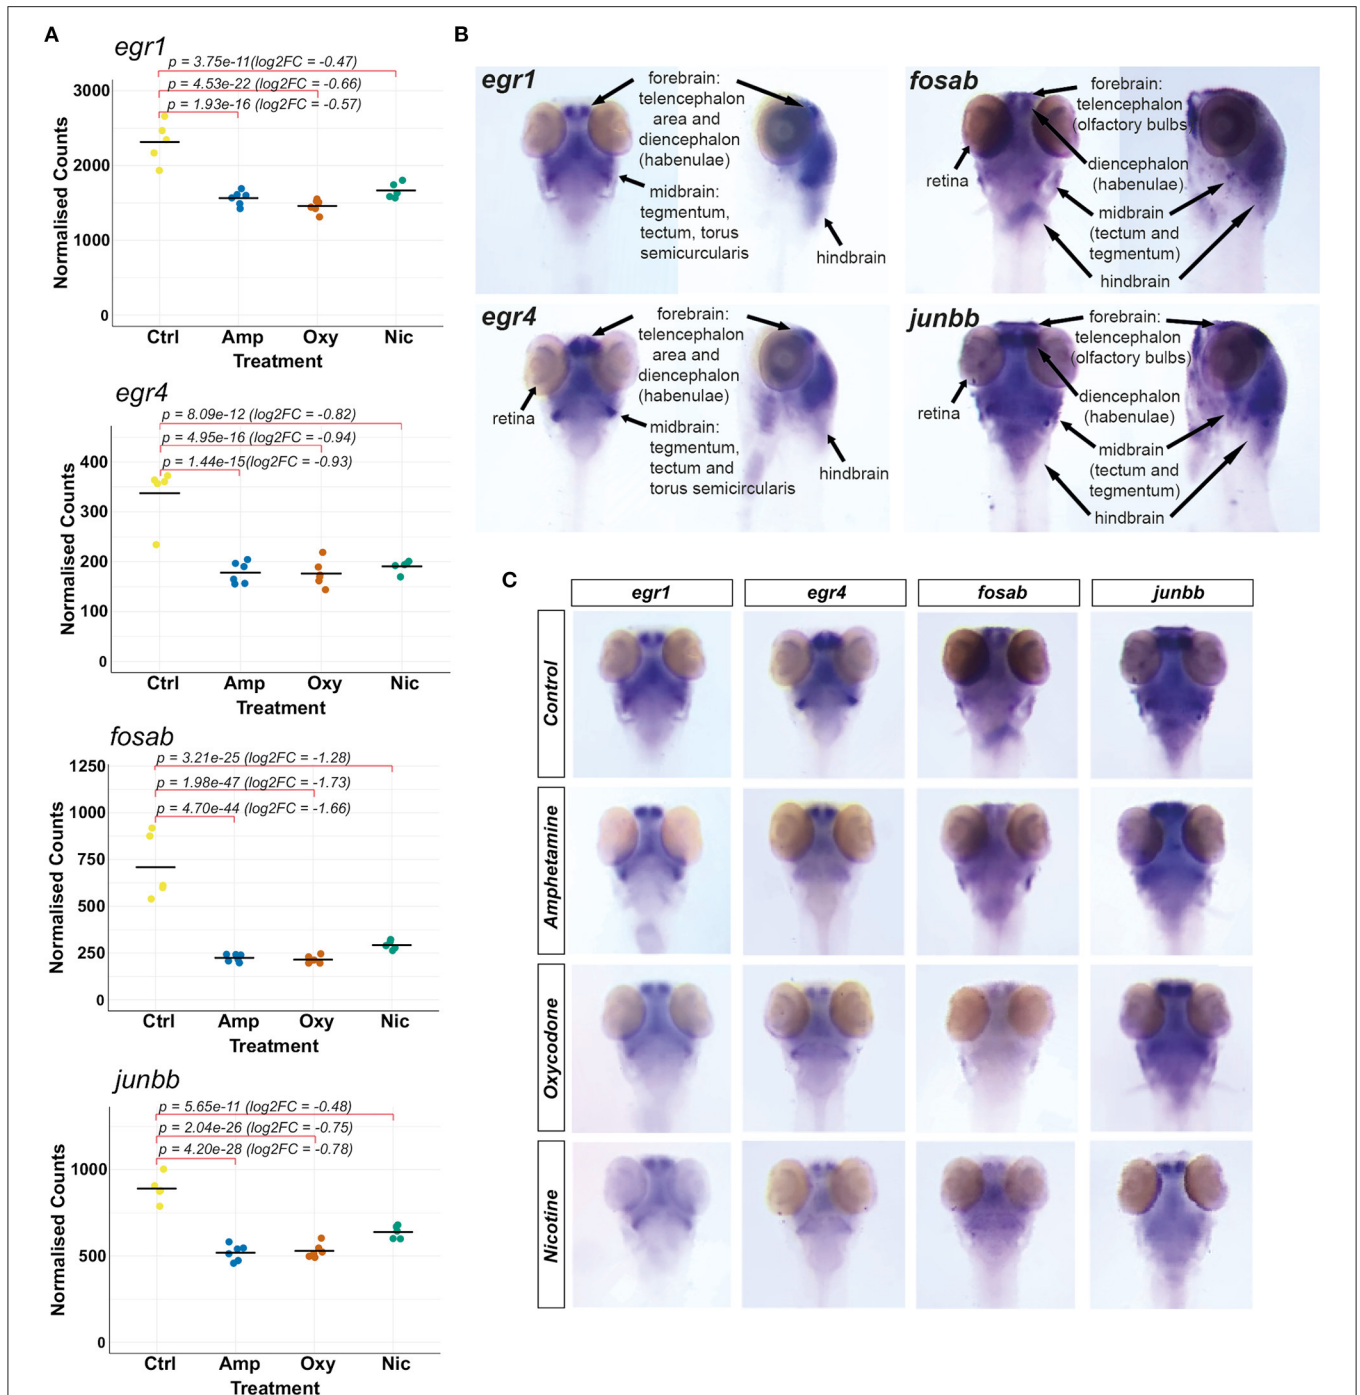 A
egr1
p = 3.75e-11(log2FC = -0.47)
p = 4.53e-22 (log2FC = -0.66)
p = 1.93e-16 (log2FC = -0.57)
Normalised Counts
3000
2000
1000
0
Ctrl Amp Oxy Nic
Treatment
egr4
p = 8.09e-12 (log2FC = -0.82)
p = 4.95e-16 (log2FC = -0.94)
p = 1.44e-15(log2FC = -0.93)
Normalised Counts
400
300
200
100
0
Ctrl Amp Oxy Nic
Treatment
fosab
p = 3.21e-25 (log2FC = -1.28)
p = 1.98e-47 (log2FC = -1.73)
p = 4.70e-44 (log2FC = -1.66)
Normalised Counts
1250
1000
750
500
250
0
Ctrl Amp Oxy Nic
Treatment
junbb
p = 5.65e-11 (log2FC = -0.48)
p = 2.04e-26 (log2FC = -0.75)
p = 4.20e-28 (log2FC = -0.78)
Normalised Counts
1000
500
0
Ctrl Amp Oxy Nic
Treatment
B
egr1
forebrain:
telencephalon
area and
diencephalon
(habenulae)
midbrain:
tegmentum,
tectum, torus
semicurcularis
hindbrain
fosab
forebrain:
telencephalon
(olfactory bulbs)
retina
diencephalon
(habenulae)
midbrain
(tectum and
tegmentum)
hindbrain
egr4
forebrain:
telencephalon
area and
diencephalon
(habenulae)
retina
midbrain:
tegmentum,
tectum and
torus semicircularis
hindbrain
junbb
forebrain:
telencephalon
(olfactory bulbs)
retina
diencephalon
(habenulae)
midbrain
(tectum and
tegmentum)
hindbrain
C
egr1 egr4 fosab junbb
Control
Amphetamine
Oxycodone
Nicotine